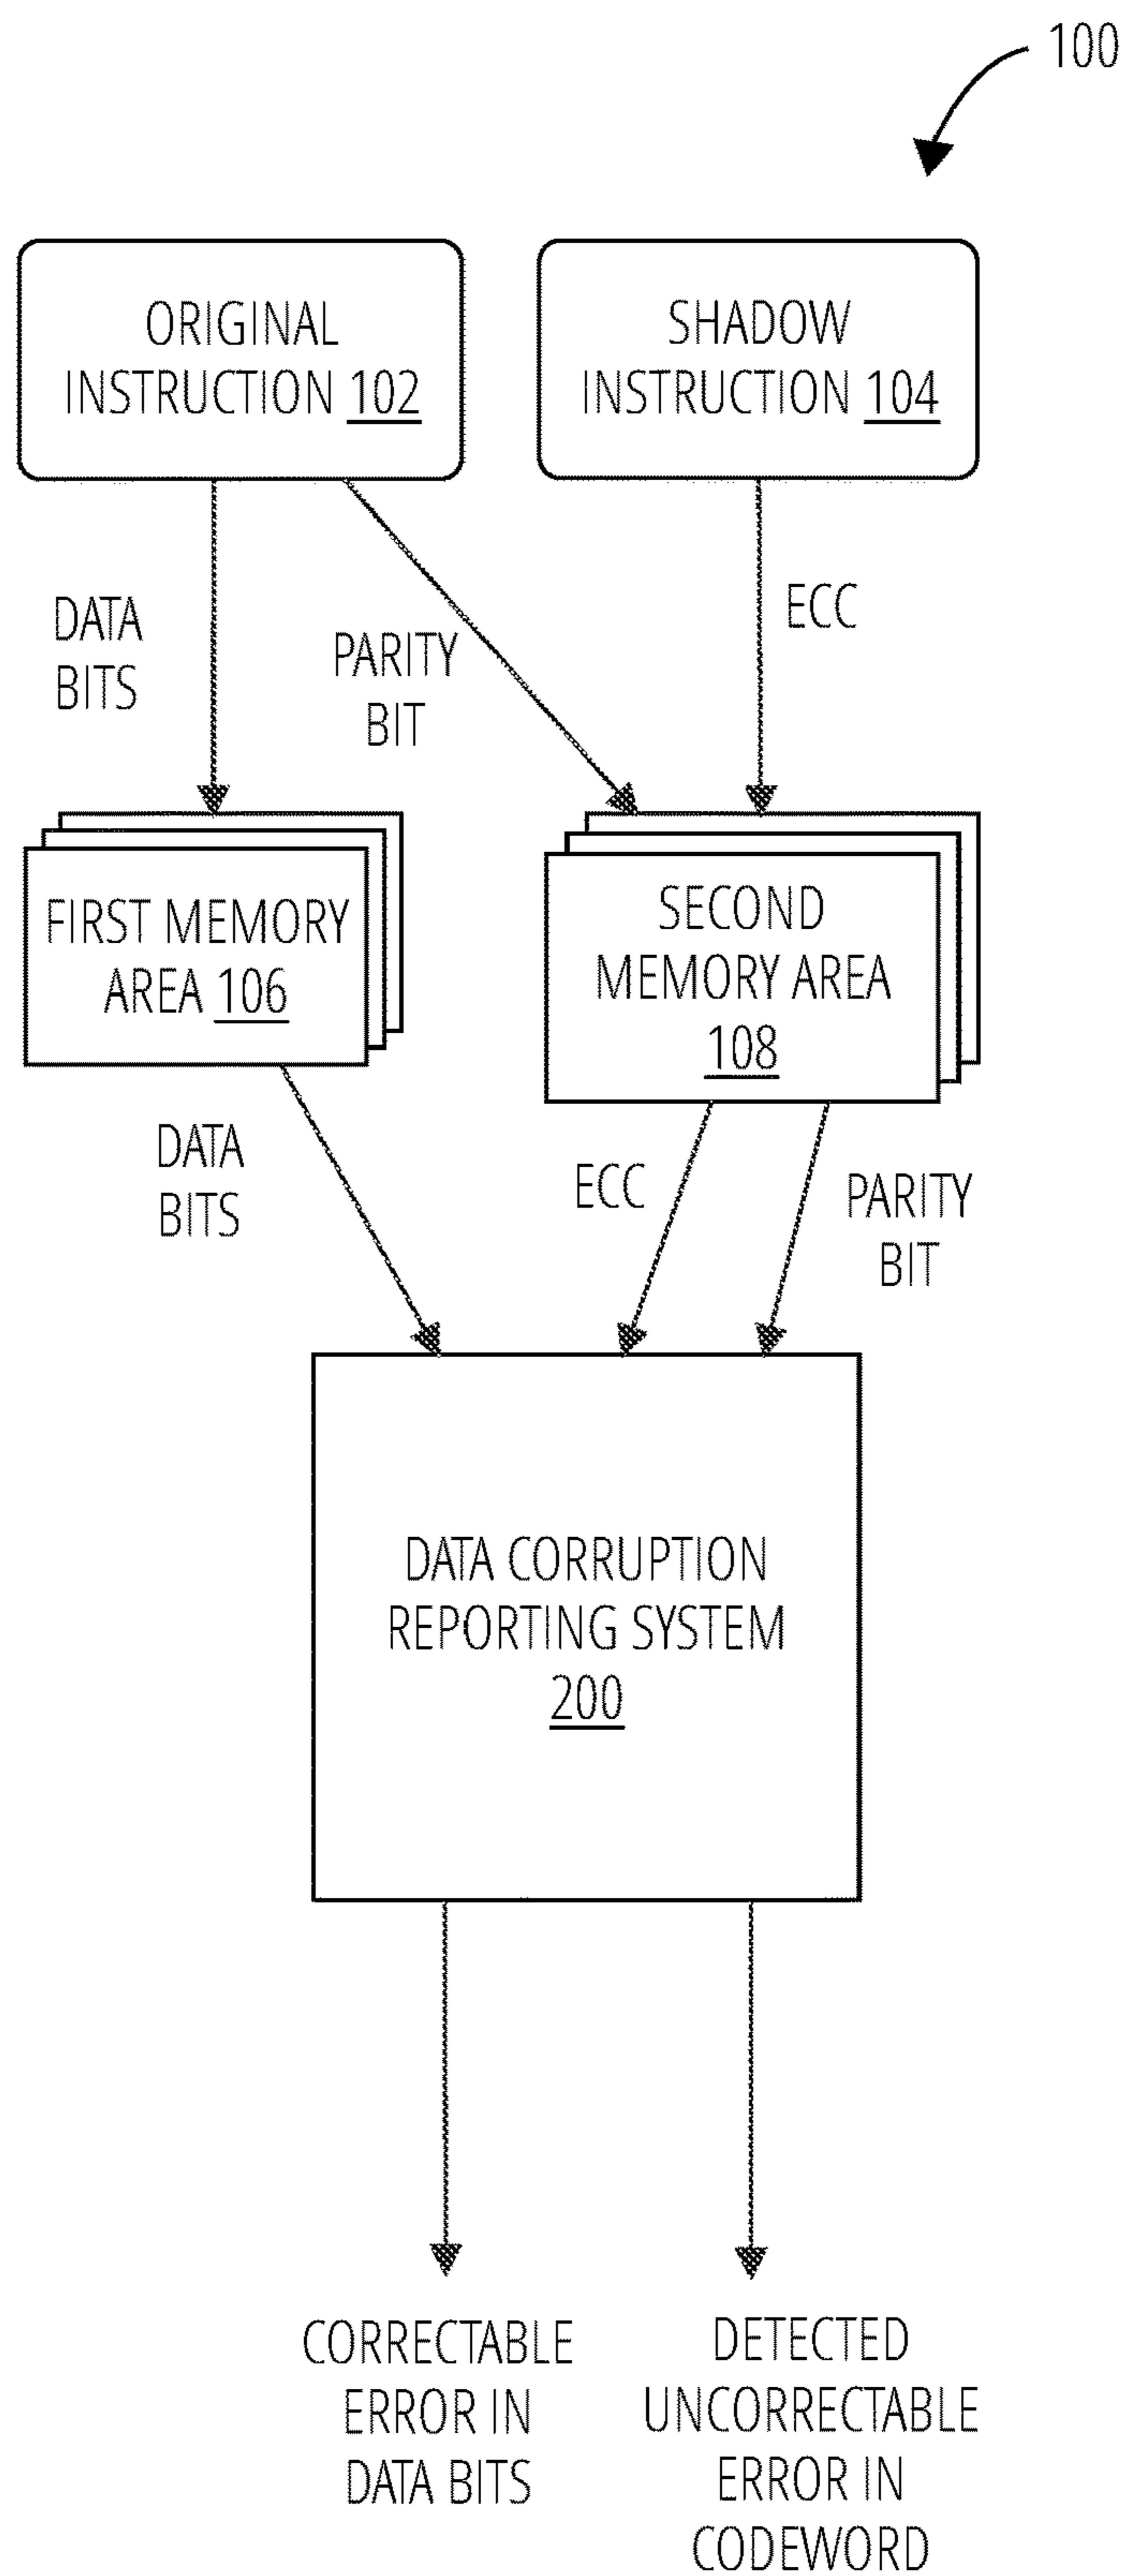 100
ORIGINAL
INSTRUCTION 102
SHADOW
INSTRUCTION 104
DATA
BITS
PARITY
BIT
ECC
FIRST MEMORY
AREA 106
SECOND
MEMORY AREA
108
DATA
BITS
ECC
PARITY
BIT
DATA CORRUPTION
REPORTING SYSTEM
200
CORRECTABLE
ERROR IN
DATA BITS
DETECTED
UNCORRECTABLE
ERROR IN
CODEWORD